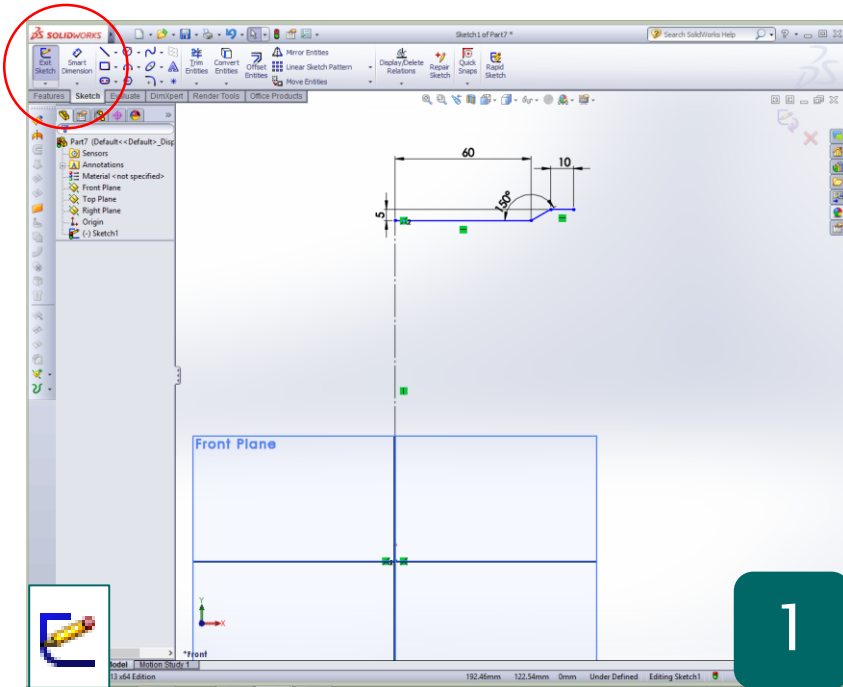 SOLIDWORKS
Sketch1 of Part7 *
Search SolidWorks Help
Exit Sketch
Smart Dimension
Trim Entities
Convert Entities
Offset Entities
Mirror Entities
Linear Sketch Pattern
Move Entities
Display/Delete Relations
Repair Sketch
Quick Snaps
Rapid Sketch
Features Sketch Evaluate DimXpert Render Tools Office Products
Part7 (Default<<Default>_Disp
Sensors
Annotations
Material <not specified>
Front Plane
Top Plane
Right Plane
Origin
(-) Sketch1
60
10
150°
5
2
Front Plane
Y
X
*Front
1
Model Motion Study 1
13 x64 Edition
192.46mm 122.54mm 0mm Under Defined Editing Sketch1